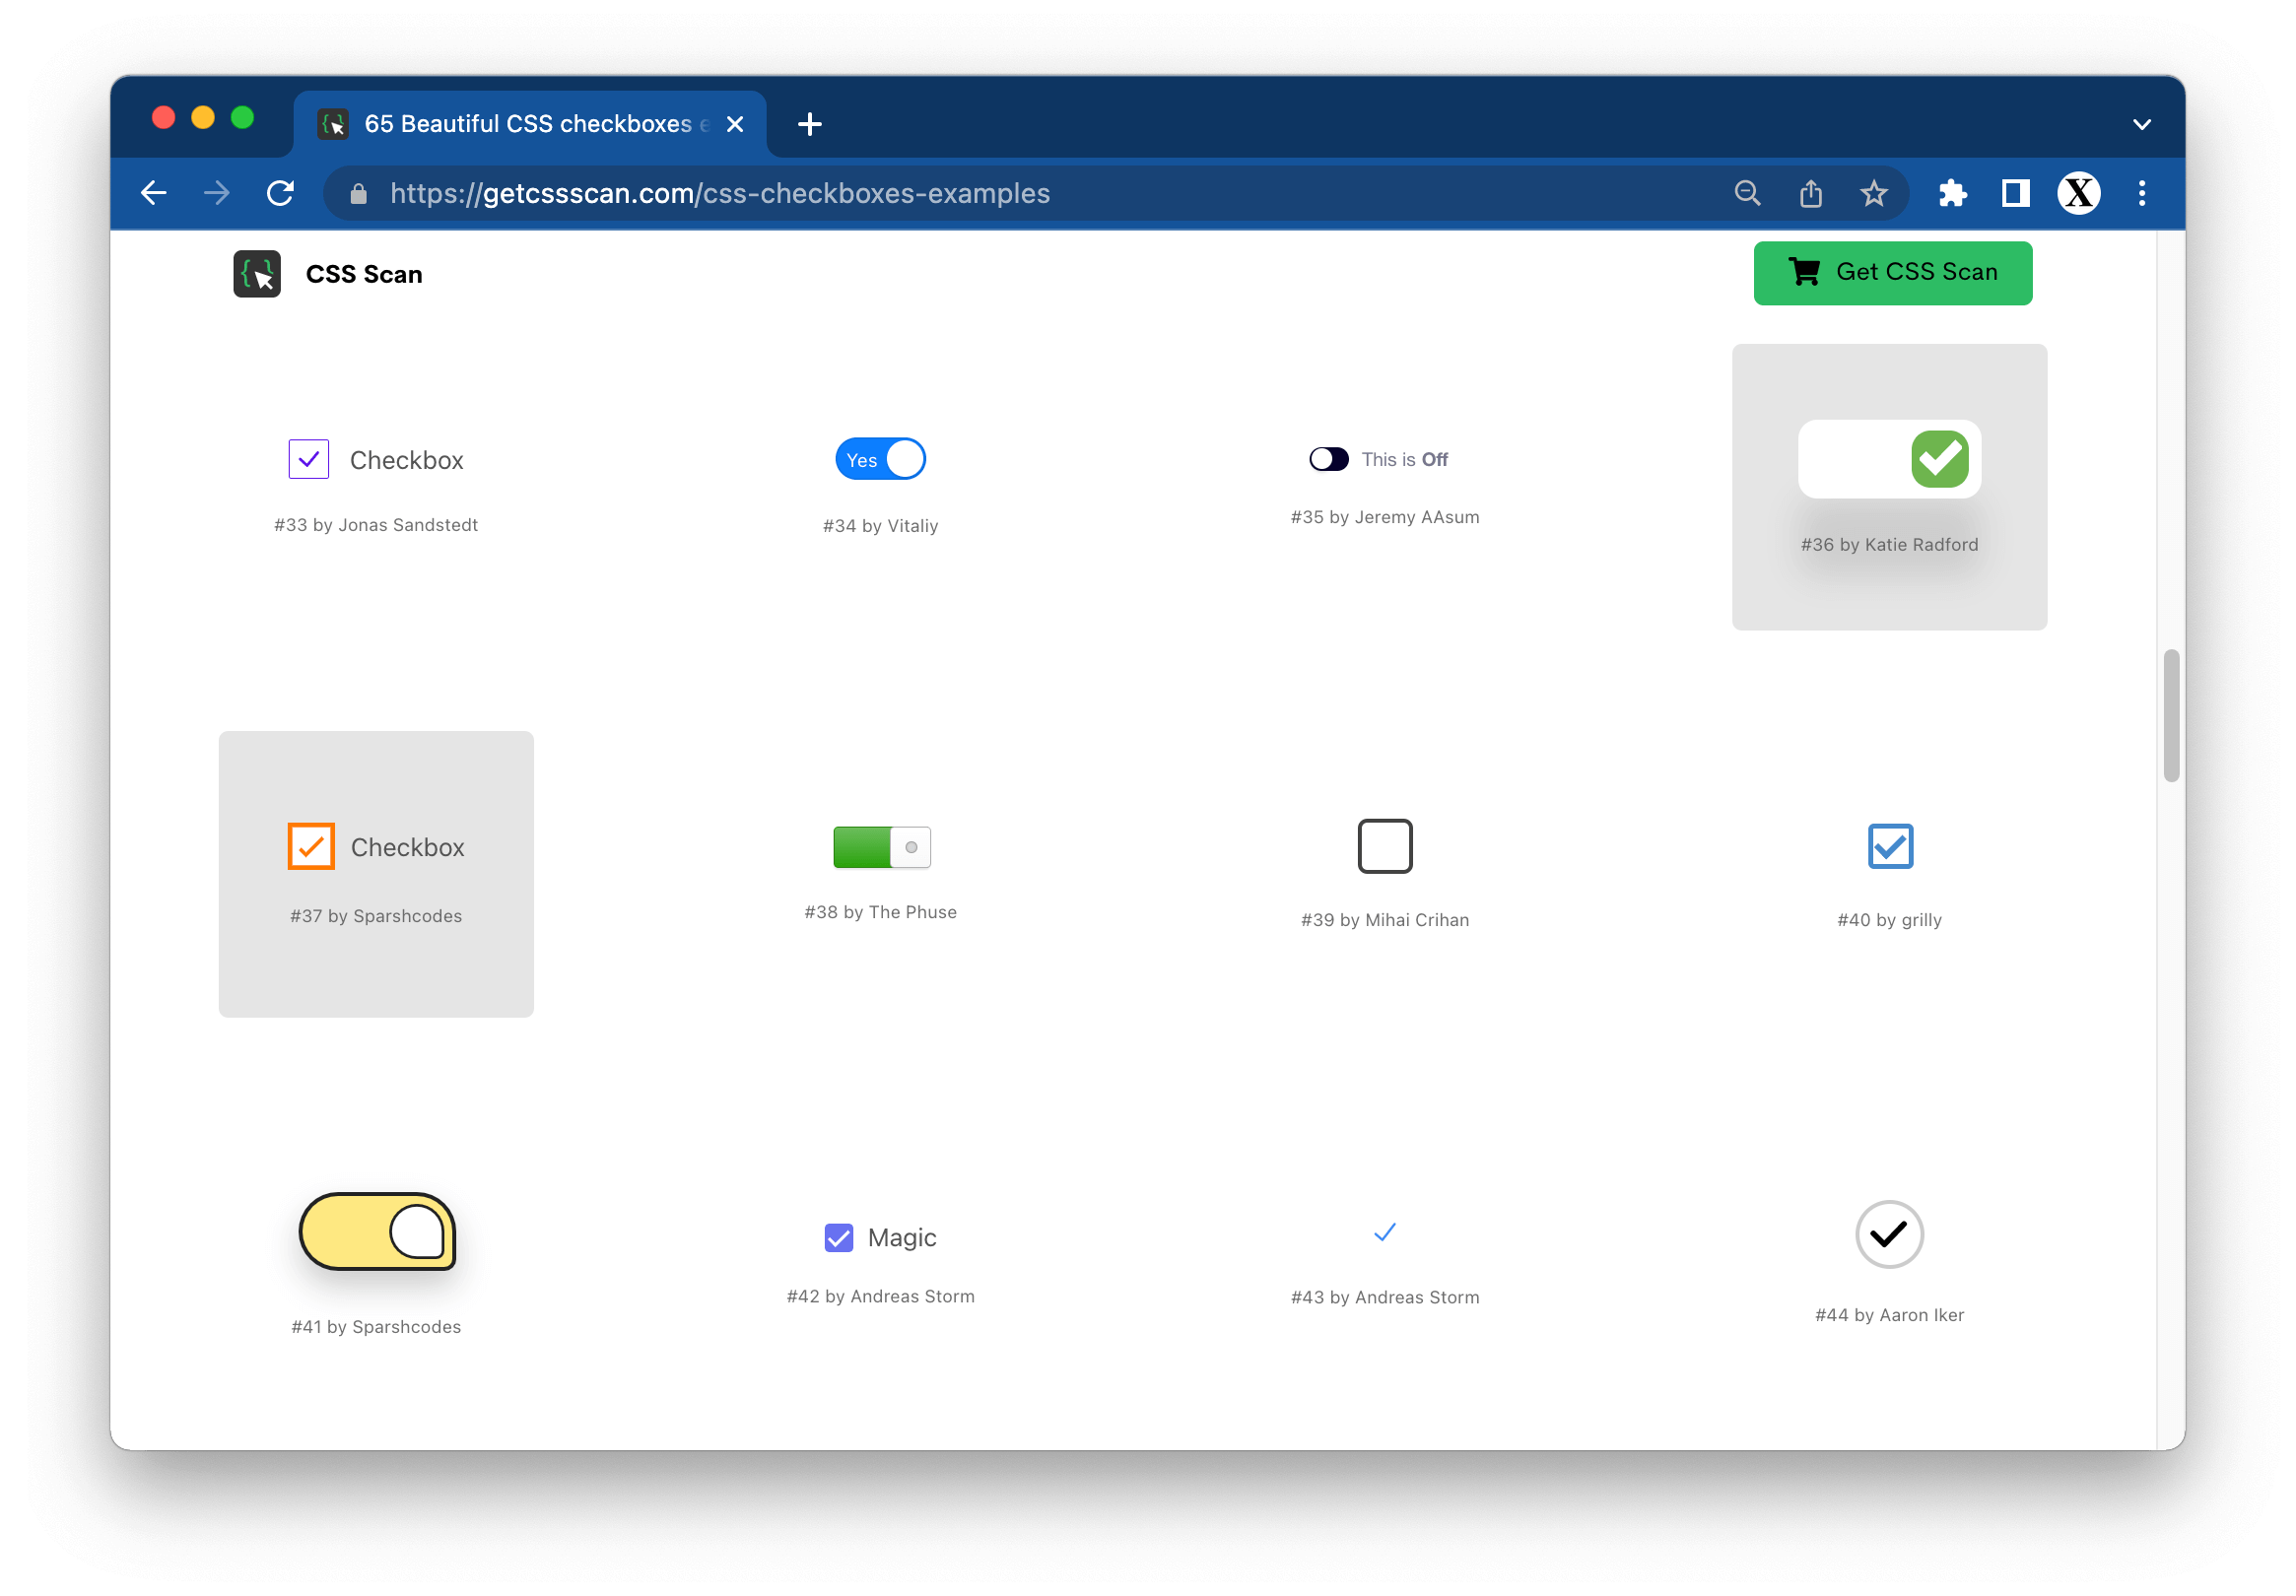 65 Beautiful CSS checkboxes e
https://getcssscan.com/css-checkboxes-examples
X
CSS Scan
Get CSS Scan
Checkbox
#33 by Jonas Sandstedt
Yes
#34 by Vitaliy
This is Off
#35 by Jeremy AAsum
#36 by Katie Radford
Checkbox
#37 by Sparshcodes
#38 by The Phuse
#39 by Mihai Crihan
#40 by grilly
#41 by Sparshcodes
Magic
#42 by Andreas Storm
#43 by Andreas Storm
#44 by Aaron Iker